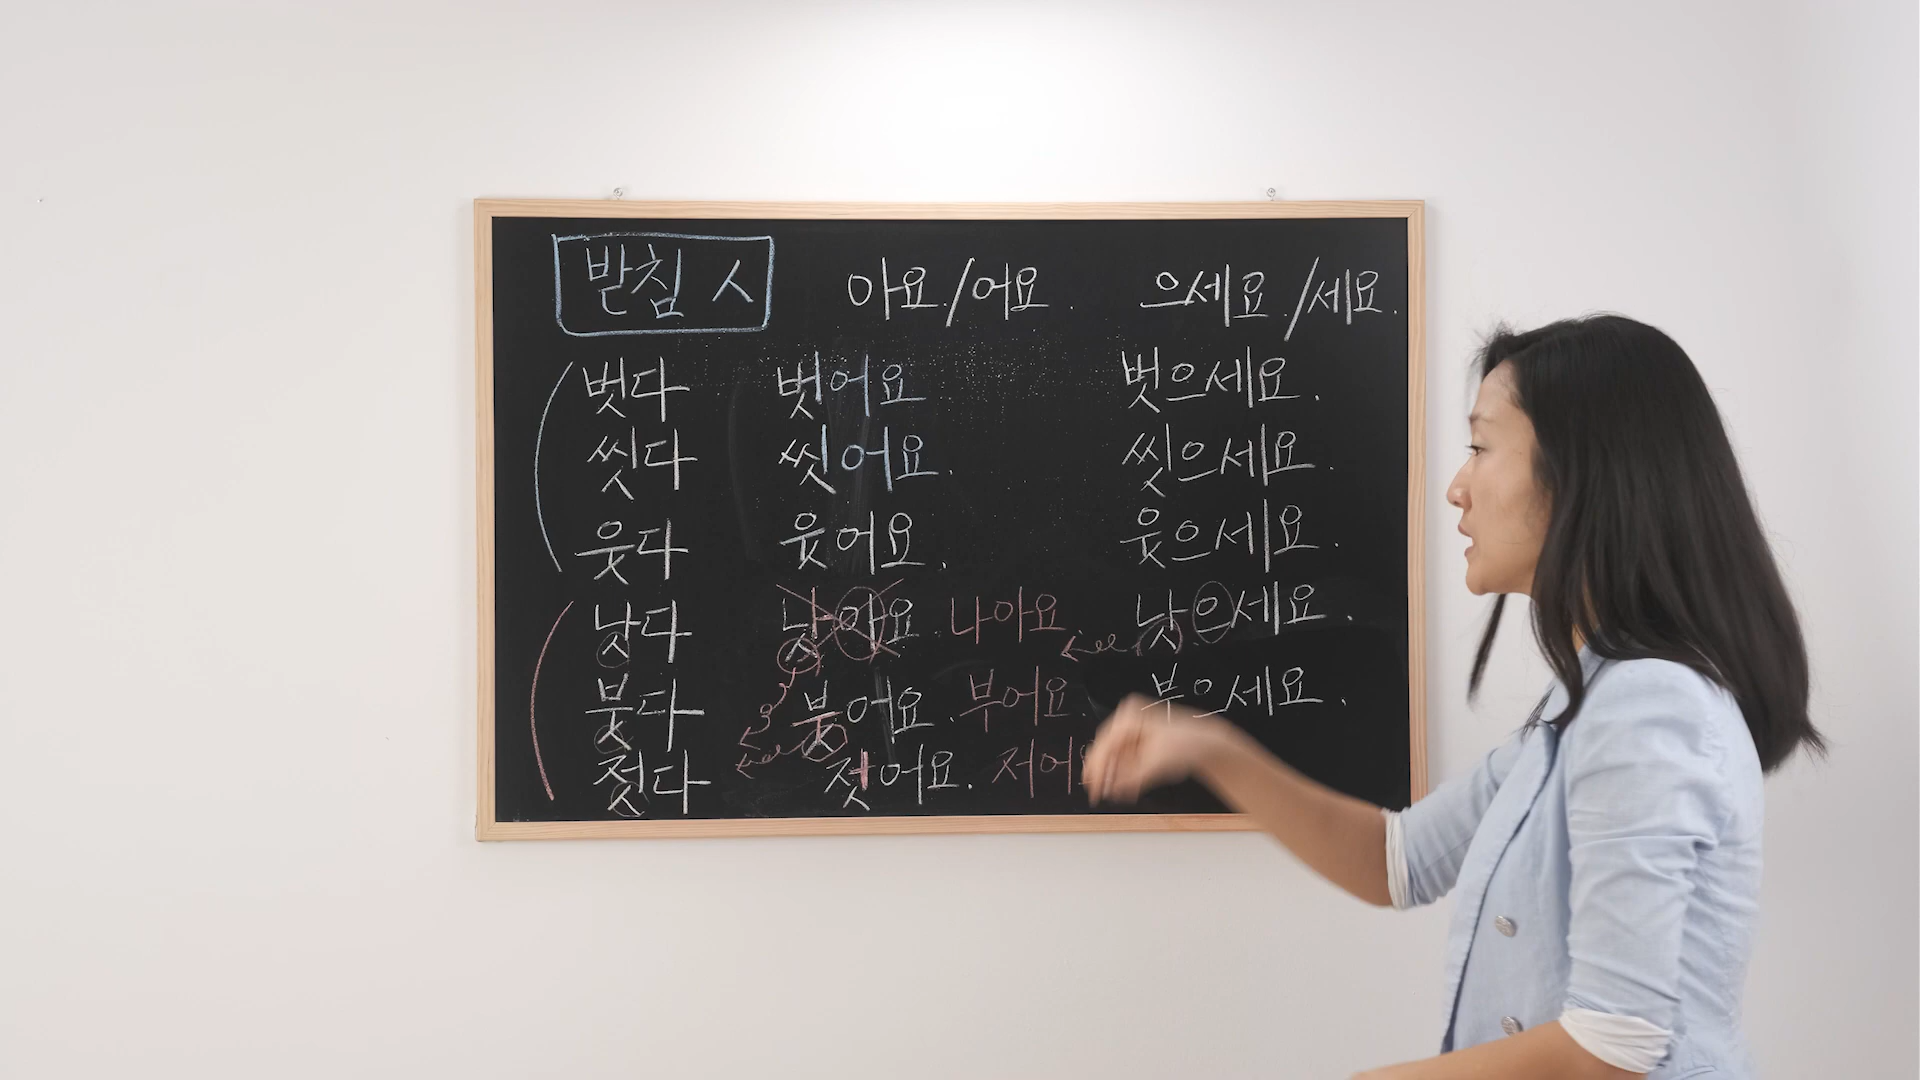 받침 ㅅ 아요./어요. 으세요./세요.
벗다 벗어요 벗으세요.
씻다 씻어요. 씻으세요.
웃다 웃어요. 웃으세요.
낫다 낫아요. 나아요 낫으세요.
붓다 붓어요. 부어요. 부으세요.
젓다 젓어요. 저어